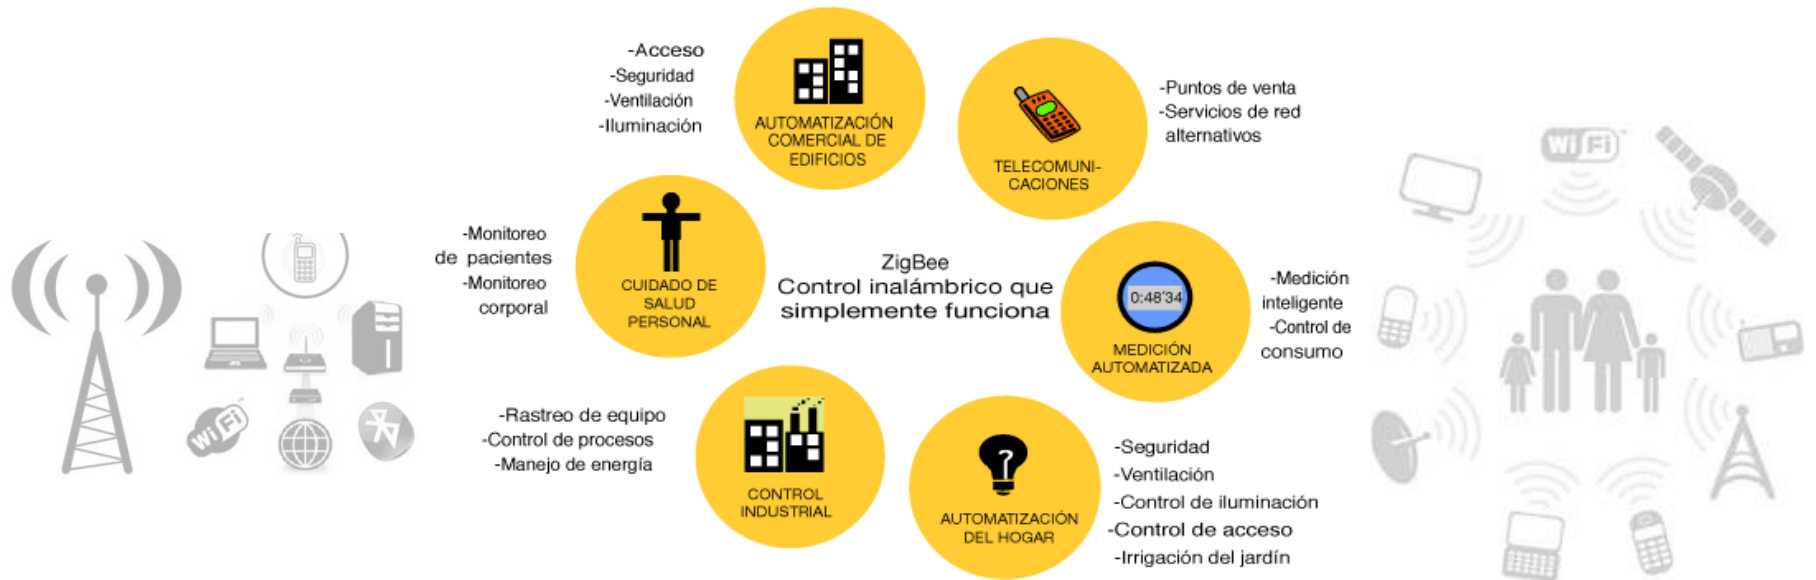 -Acceso
-Seguridad
-Ventilación
-Iluminación
AUTOMATIZACIÓN
COMERCIAL DE
EDIFICIOS
TELECOMUNI-
CACIONES
-Puntos de venta
-Servicios de red
alternativos
Wi Fi
-Monitoreo
de pacientes
-Monitoreo
corporal
CUIDADO DE
SALUD
PERSONAL
ZigBee
Control inalámbrico que
simplemente funciona
0:48'34
MEDICIÓN
AUTOMATIZADA
-Medición
inteligente
-Control de
consumo
Wi Fi
-Rastreo de equipo
-Control de procesos
-Manejo de energía
CONTROL
INDUSTRIAL
?
AUTOMATIZACIÓN
DEL HOGAR
-Seguridad
-Ventilación
-Control de iluminación
-Control de acceso
-Irrigación del jardín